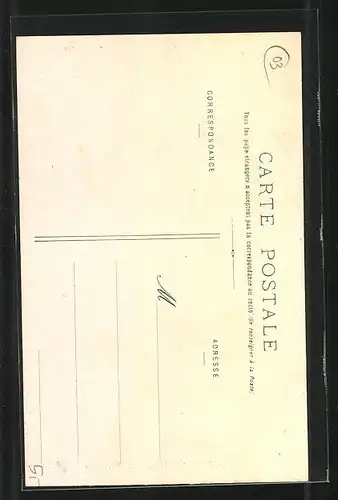 CARTE POSTALE
Tous les pays étrangers n'acceptent pas la correspondance au recto (Se renseigner à la Poste)
CORRESPONDANCE
ADRESSE
M
03